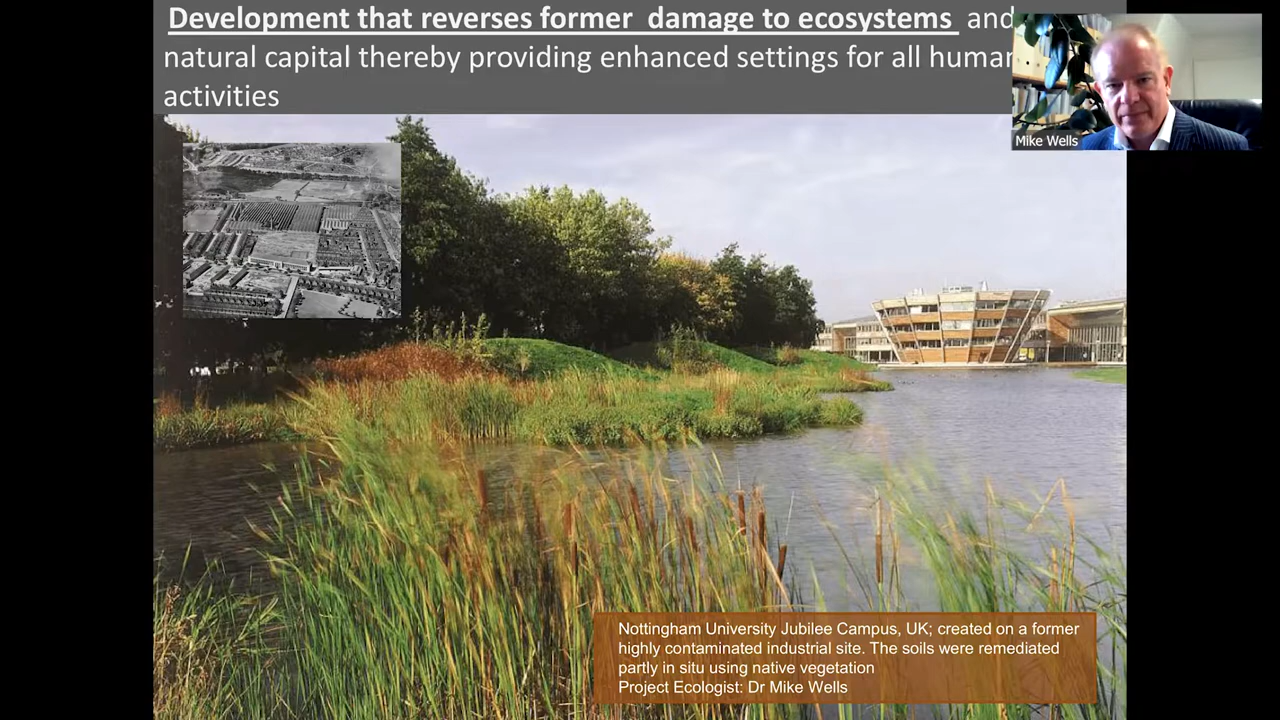 Development that reverses former damage to ecosystems and
natural capital thereby providing enhanced settings for all human
activities
Mike Wells
Nottingham University Jubilee Campus, UK; created on a former
highly contaminated industrial site. The soils were remediated
partly in situ using native vegetation
Project Ecologist: Dr Mike Wells